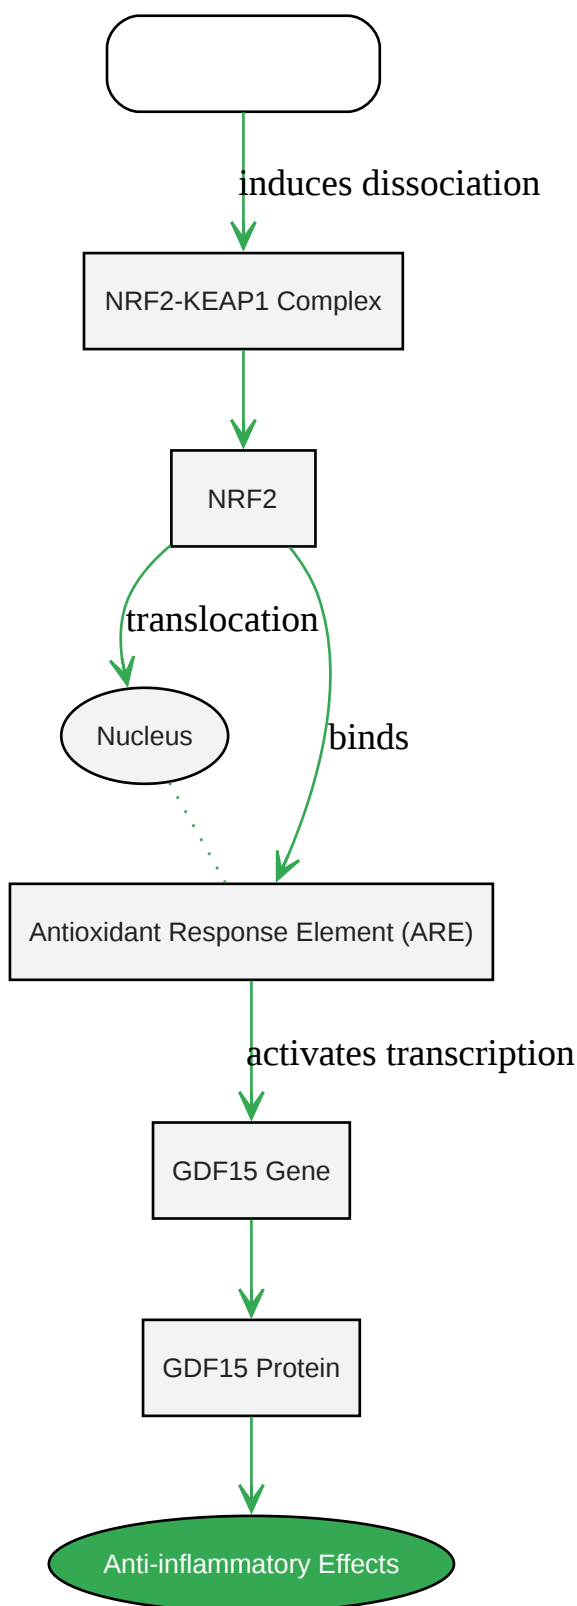 induces dissociation
NRF2-KEAP1 Complex
NRF2
translocation
Nucleus
binds
Antioxidant Response Element (ARE)
activates transcription
GDF15 Gene
GDF15 Protein
Anti-inflammatory Effects